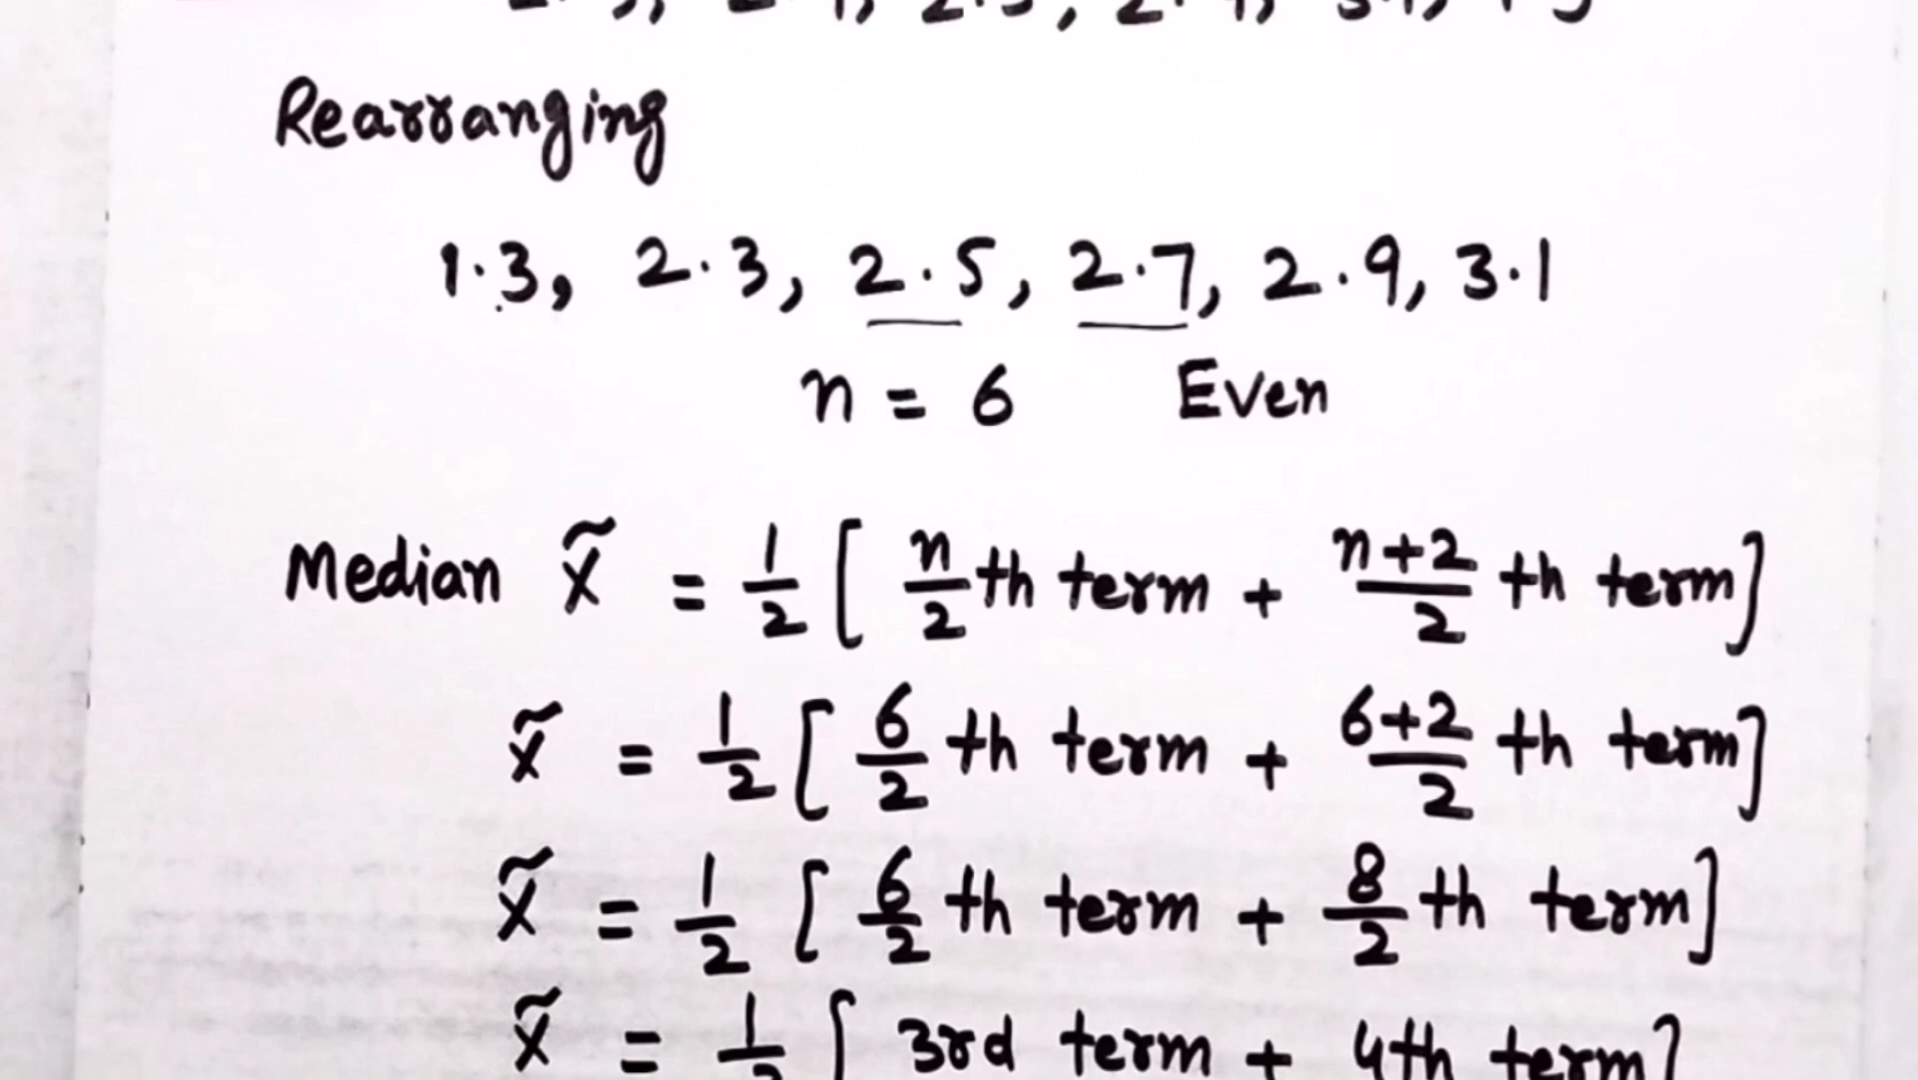 Rearranging
1.3, 2.3, 2.5, 2.7, 2.9, 3.1
n = 6 Even
Median x̃ = 1/2 [ n/2 th term + n+2/2 th term]
x̃ = 1/2 [ 6/2 th term + 6+2/2 th term]
x̃ = 1/2 [ 6/2 th term + 8/2 th term]
x̃ = 1/2 [ 3rd term + 4th term]